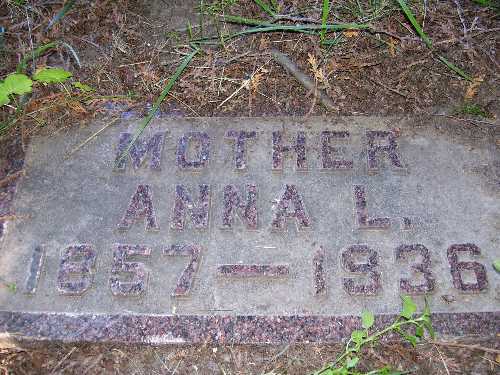 MOTHER
ANNA L.
1857 — 1936